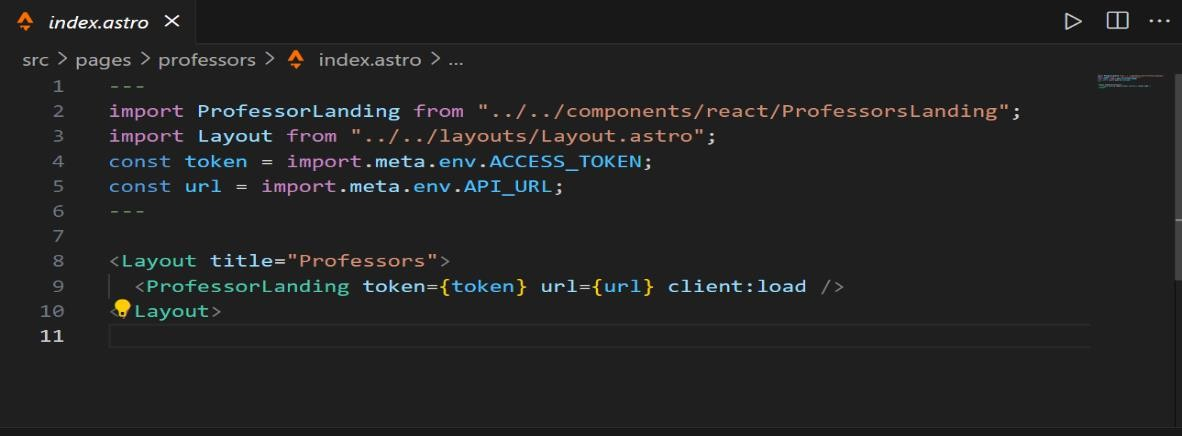 index.astro
src > pages > professors > index.astro > ...
1 ---
2 import ProfessorLanding from "../../components/react/ProfessorsLanding";
3 import Layout from "../../layouts/Layout.astro";
4 const token = import.meta.env.ACCESS_TOKEN;
5 const url = import.meta.env.API_URL;
6 ---
7
8 <Layout title="Professors">
9 <ProfessorLanding token={token} url={url} client:load />
10 </Layout>
11